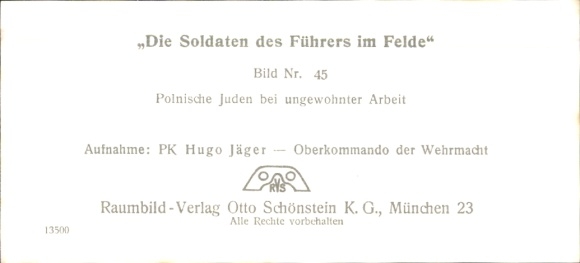 „Die Soldaten des Führers im Felde“
Bild Nr. 45
Polnische Juden bei ungewohnter Arbeit
Aufnahme: PK Hugo Jäger — Oberkommando der Wehrmacht
RVS
Raumbild-Verlag Otto Schönstein K. G., München 23
Alle Rechte vorbehalten
13500